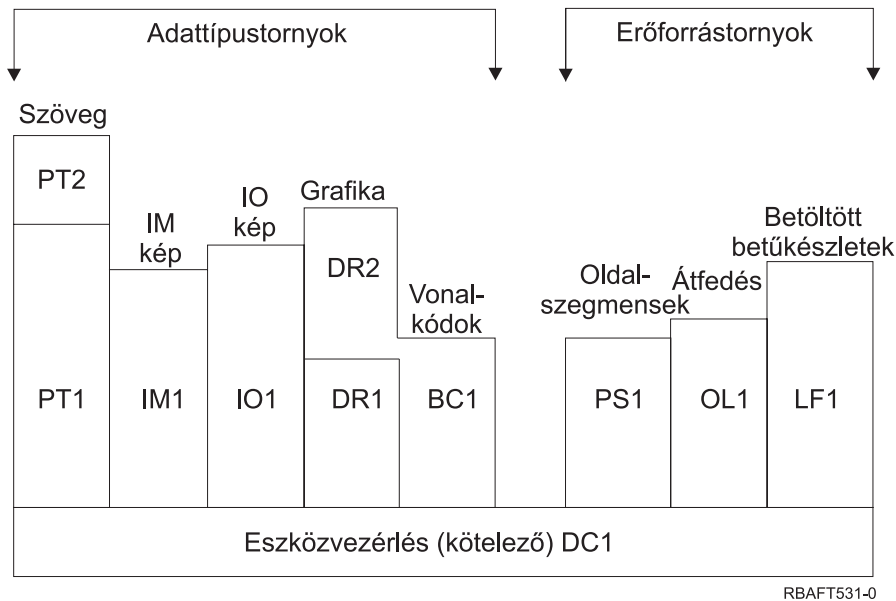 Adattípustornyok
Erőforrástornyok
Szöveg
PT2
PT1
IM
kép
IM1
IO
kép
IO1
Grafika
DR2
DR1
Vonal-
kódok
BC1
Oldal-
szegmensek
PS1
Átfedés
OL1
Betöltött
betűkészletek
LF1
Eszközvezérlés (kötelező) DC1
RBAFT531-0